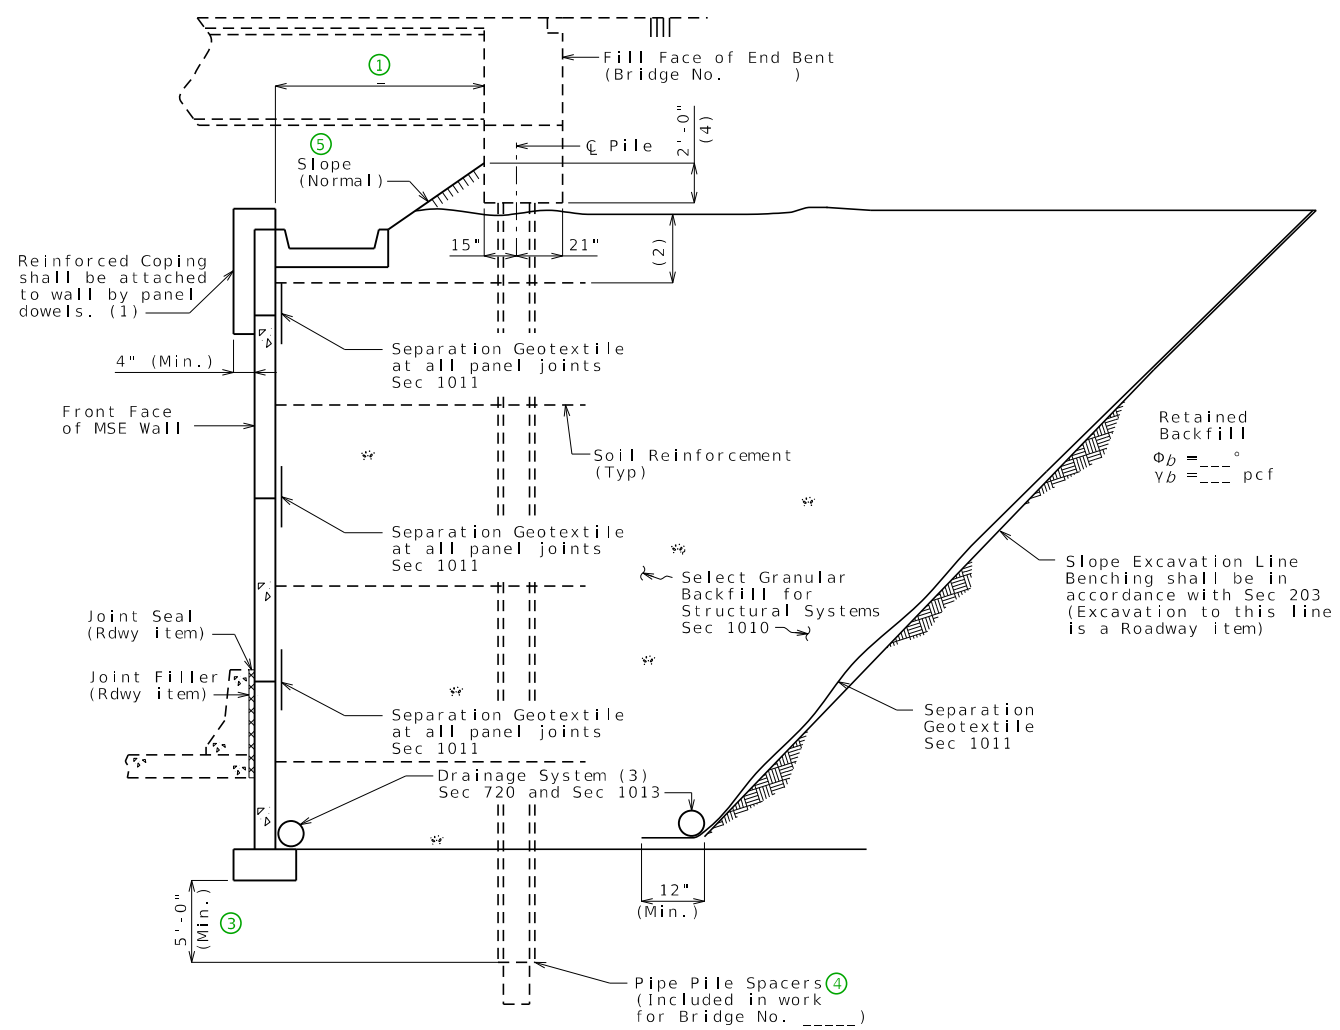 Fill Face of End Bent
(Bridge No.        )
1
2'-0"
(4)
5
Slope
(Normal)
℄ Pile
15"
21"
(2)
Reinforced Coping
shall be attached
to wall by panel
dowels. (1)
4" (Min.)
Separation Geotextile
at all panel joints
Sec 1011
Front Face
of MSE Wall
Soil Reinforcement
(Typ)
Retained
Backfill
Φb =___°
γb =___ pcf
Separation Geotextile
at all panel joints
Sec 1011
Select Granular
Backfill for
Structural Systems
Sec 1010
Slope Excavation Line
Benching shall be in
accordance with Sec 203
(Excavation to this line
is a Roadway item)
Joint Seal
(Rdwy item)
Joint Filler
(Rdwy item)
Separation Geotextile
at all panel joints
Sec 1011
Separation
Geotextile
Sec 1011
Drainage System (3)
Sec 720 and Sec 1013
12"
(Min.)
5'-0"
(Min.)
3
Pipe Pile Spacers 4
(Included in work
for Bridge No. _____)